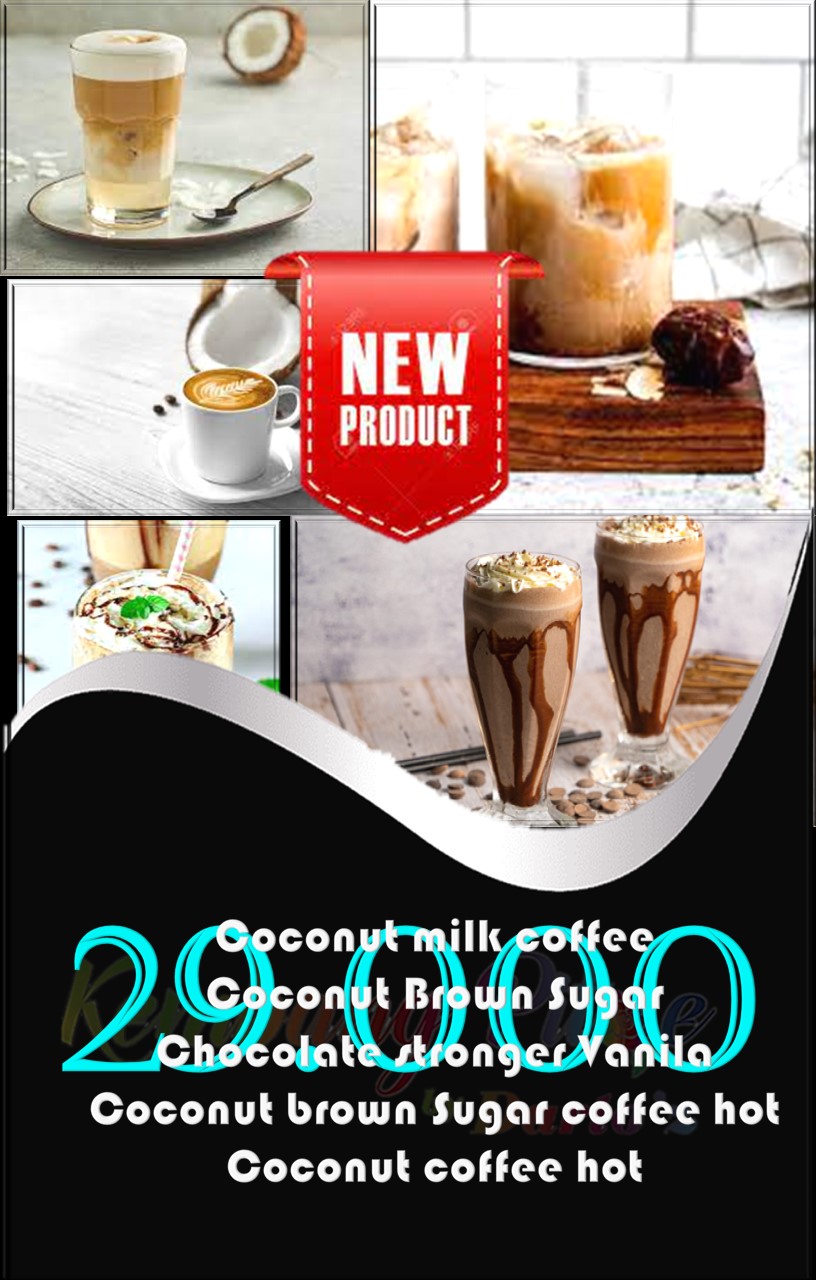 NEW
PRODUCT
29.000
Coconut milk coffee
Coconut Brown Sugar
Chocolate stronger Vanila
Coconut brown Sugar coffee hot
Coconut coffee hot